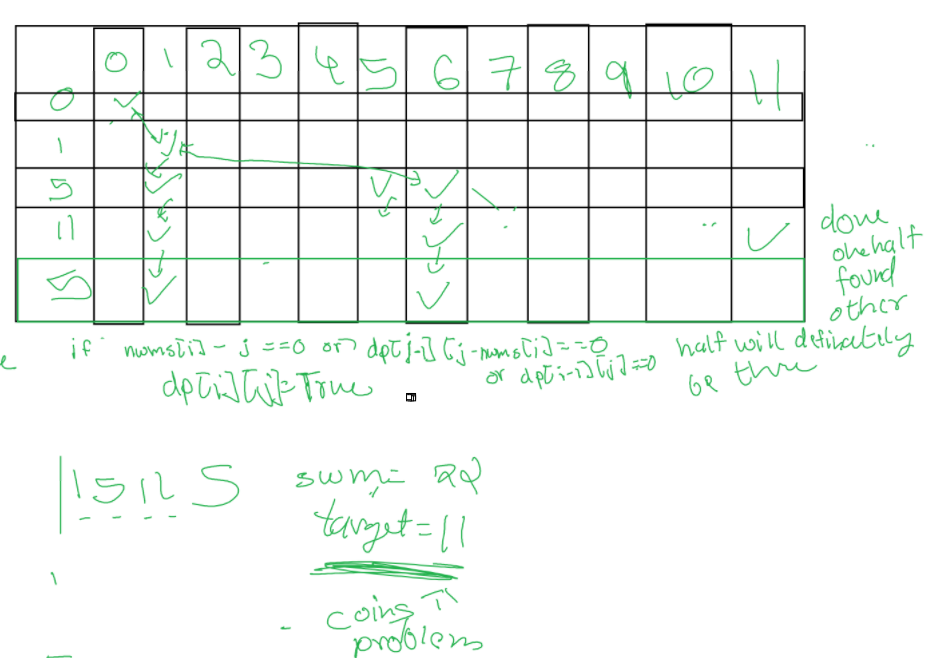 0 1 2 3 4 5 6 7 8 9 10 11
0 ✓
1 ✓
5 ✓ ✓ ✓
11 ✓ ✓ ✓
5 ✓ ✓
done
one half
found
other
half will definetely
be thre
e
if nums[i] - j == 0 or dp[j-1][j-nums[i]==0
or dp[i-1][j]==0
dp[i][j]=True
1 5 11 5
sum= 22
target=11
coins
problem